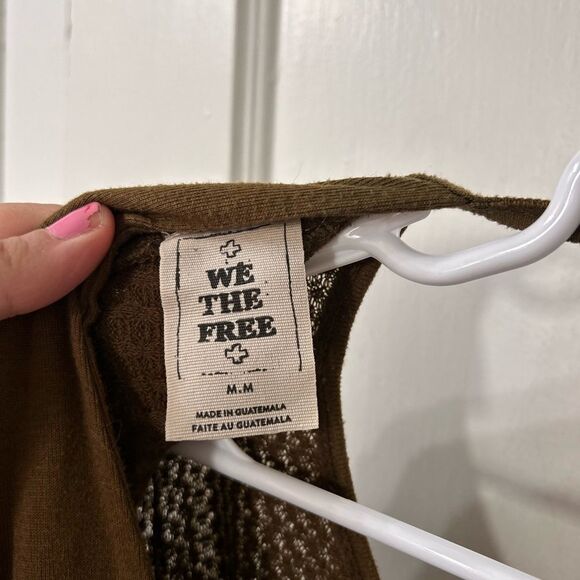 WE
THE
FREE
M.M
MADE IN GUATEMALA
FAITE AU GUATEMALA